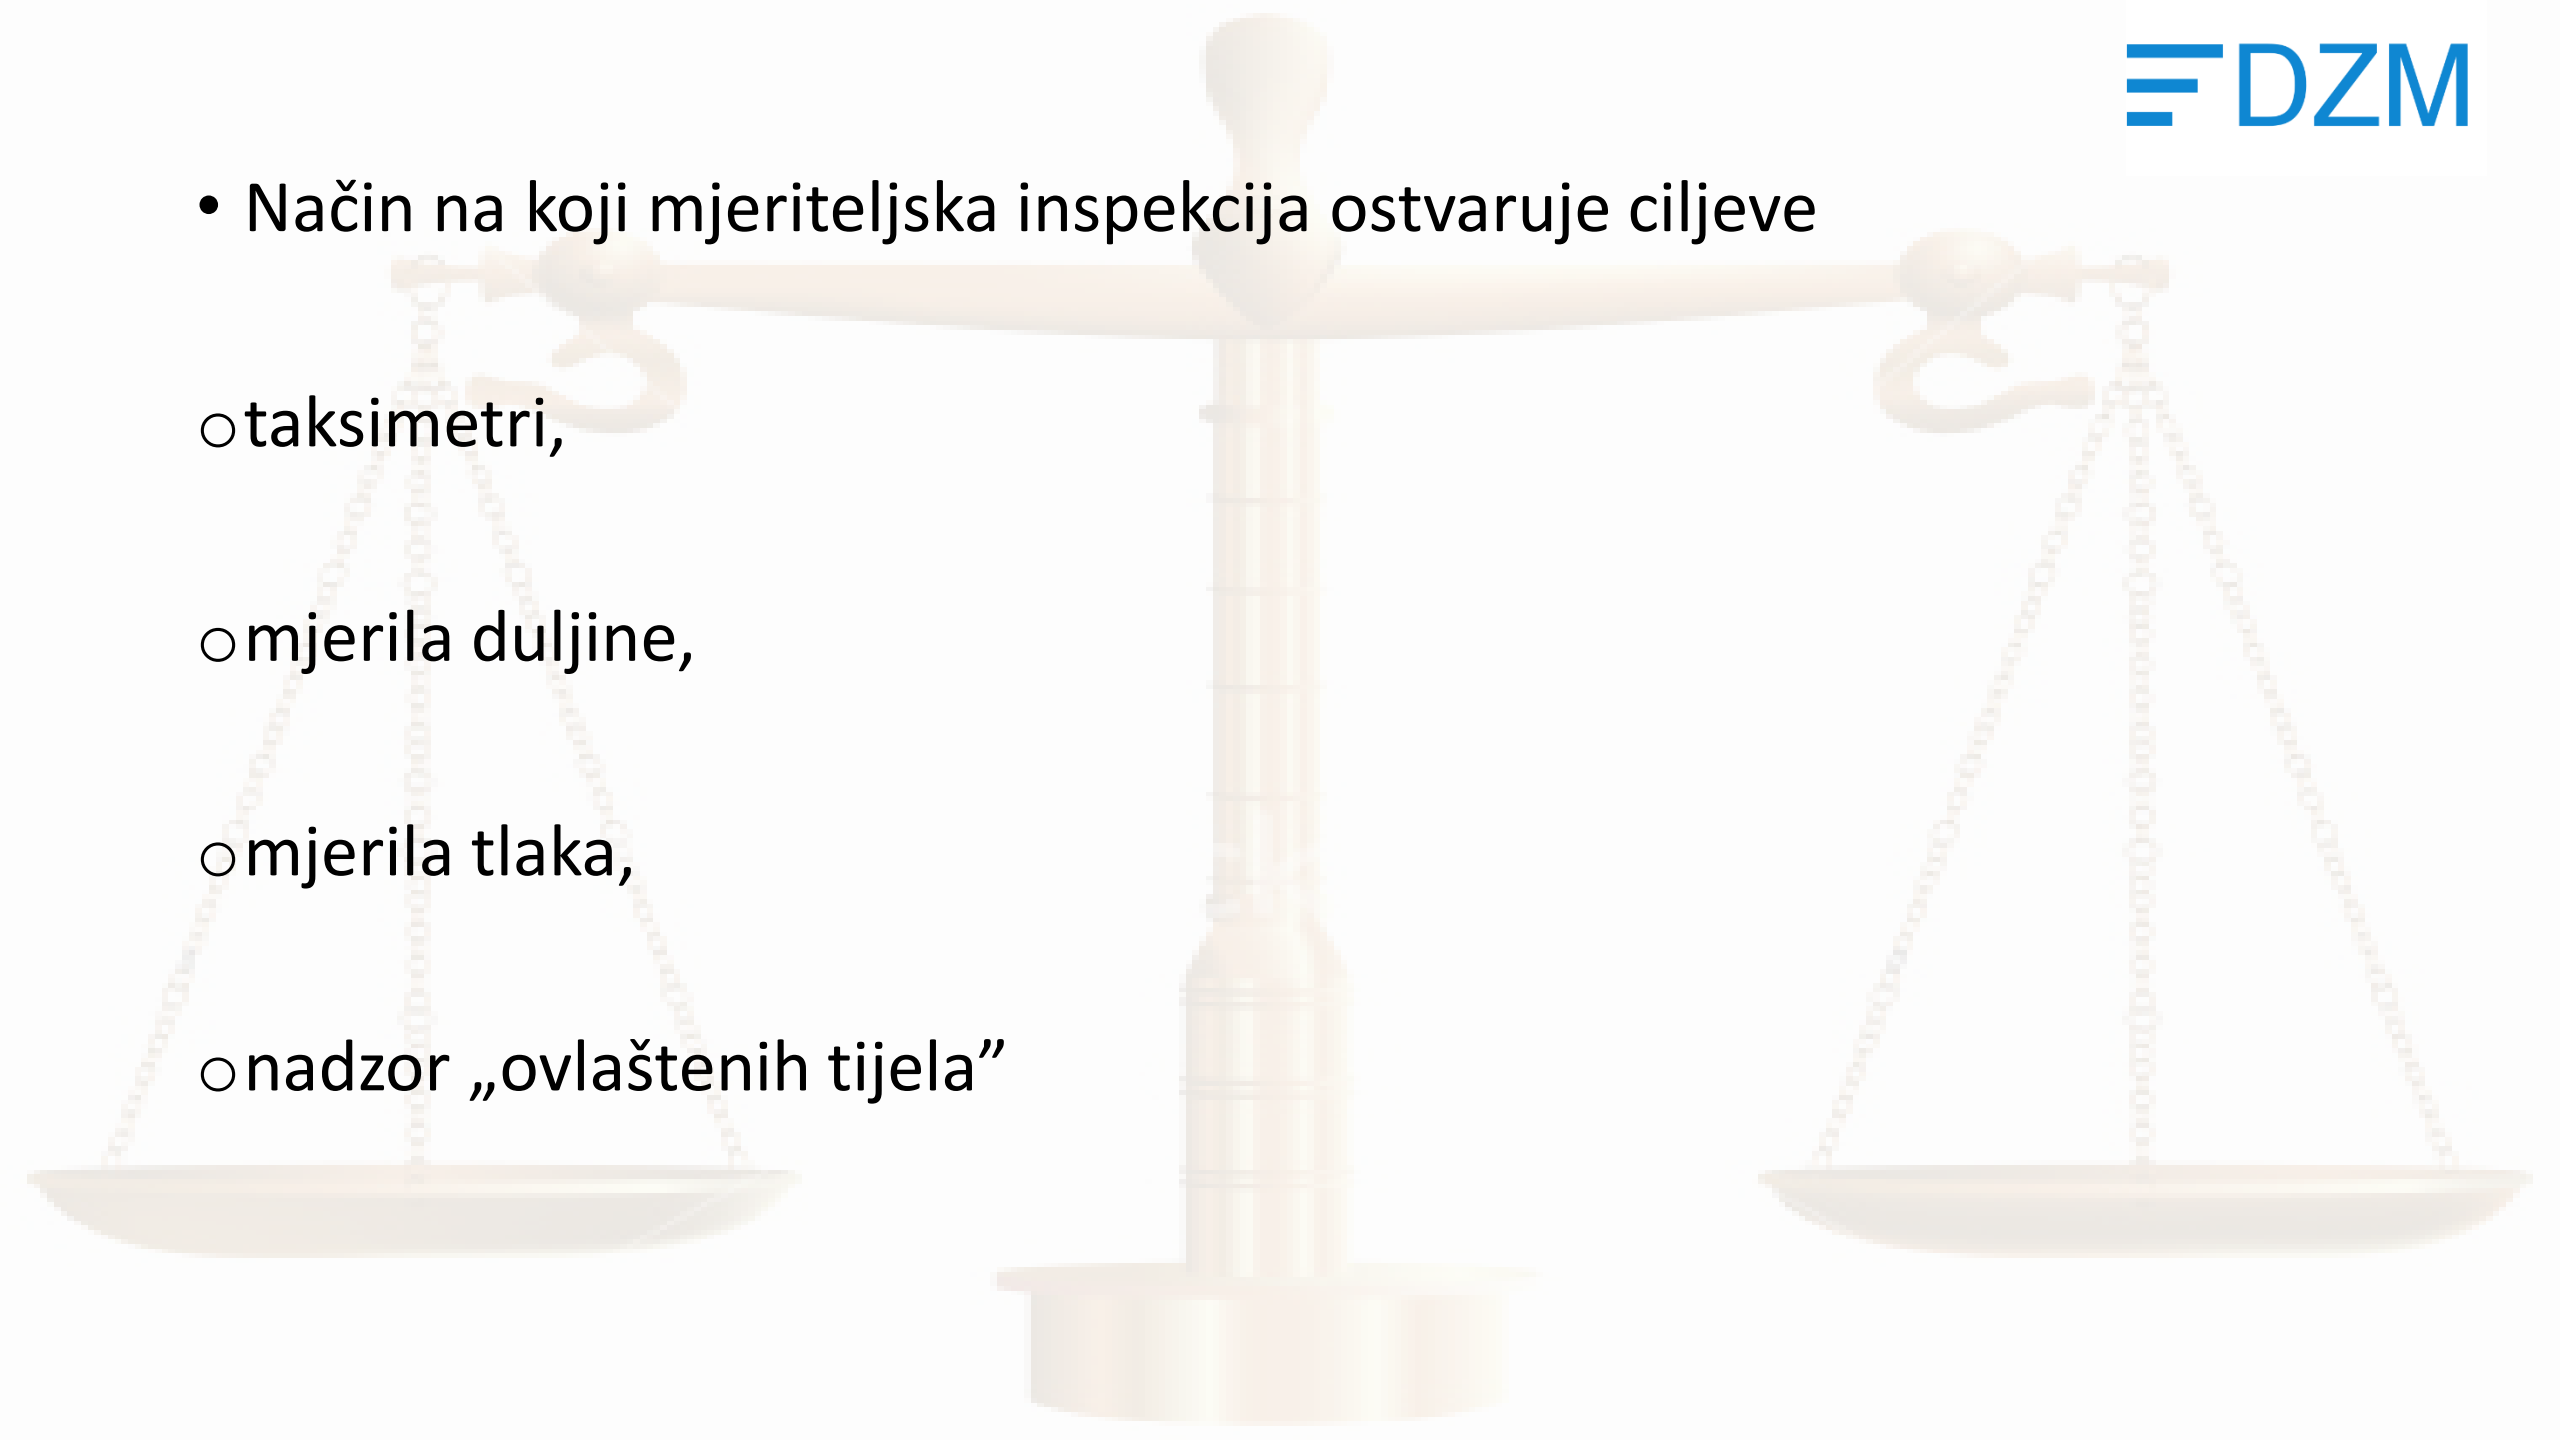 DZM
• Način na koji mjeriteljska inspekcija ostvaruje ciljeve
o taksimetri,
o mjerila duljine,
o mjerila tlaka,
o nadzor „ovlaštenih tijela”